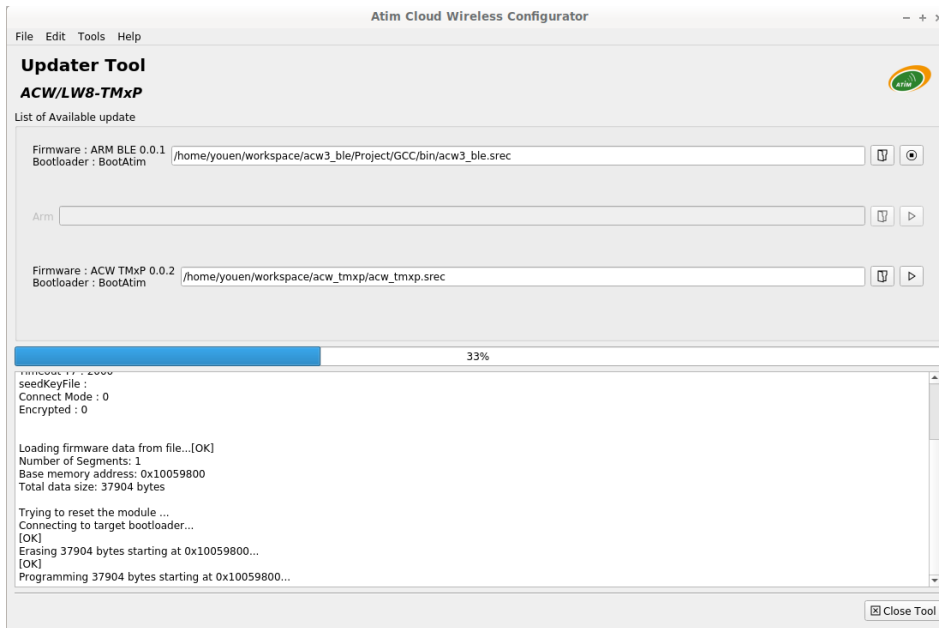 Atim Cloud Wireless Configurator
File Edit Tools Help
Updater Tool
ATIM
ACW/LW8-TMxP
List of Available update
Firmware : ARM BLE 0.0.1
Bootloader : BootAtim
/home/youen/workspace/acw3_ble/Project/GCC/bin/acw3_ble.srec
Arm
Firmware : ACW TMxP 0.0.2
Bootloader : BootAtim
/home/youen/workspace/acw_tmxp/acw_tmxp.srec
33%
Timeout T7 : 2000
seedKeyFile :
Connect Mode : 0
Encrypted : 0
Loading firmware data from file...[OK]
Number of Segments: 1
Base memory address: 0x10059800
Total data size: 37904 bytes
Trying to reset the module ...
Connecting to target bootloader...
[OK]
Erasing 37904 bytes starting at 0x10059800...
[OK]
Programming 37904 bytes starting at 0x10059800...
Close Tool